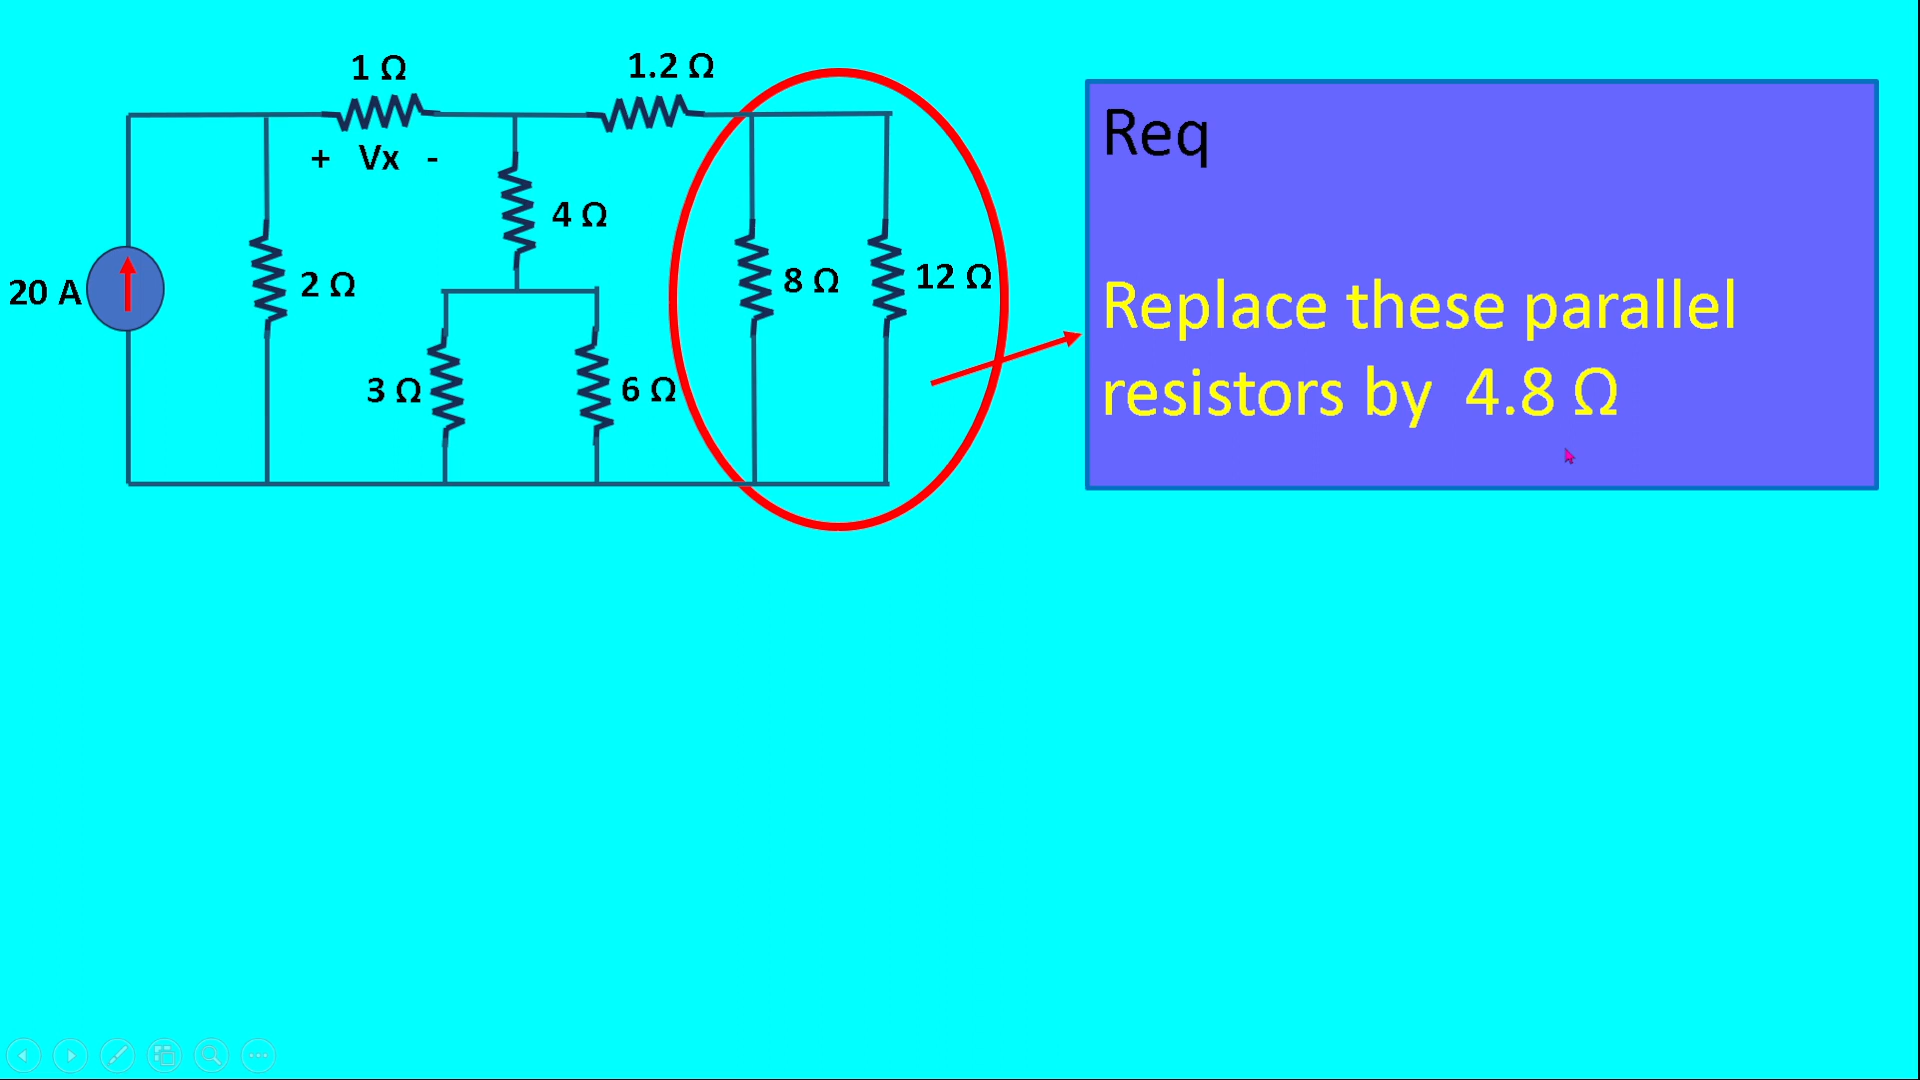 1 Ω
1.2 Ω
+ Vx -
4 Ω
20 A
2 Ω
8 Ω
12 Ω
3 Ω
6 Ω
Req
Replace these parallel
resistors by 4.8 Ω